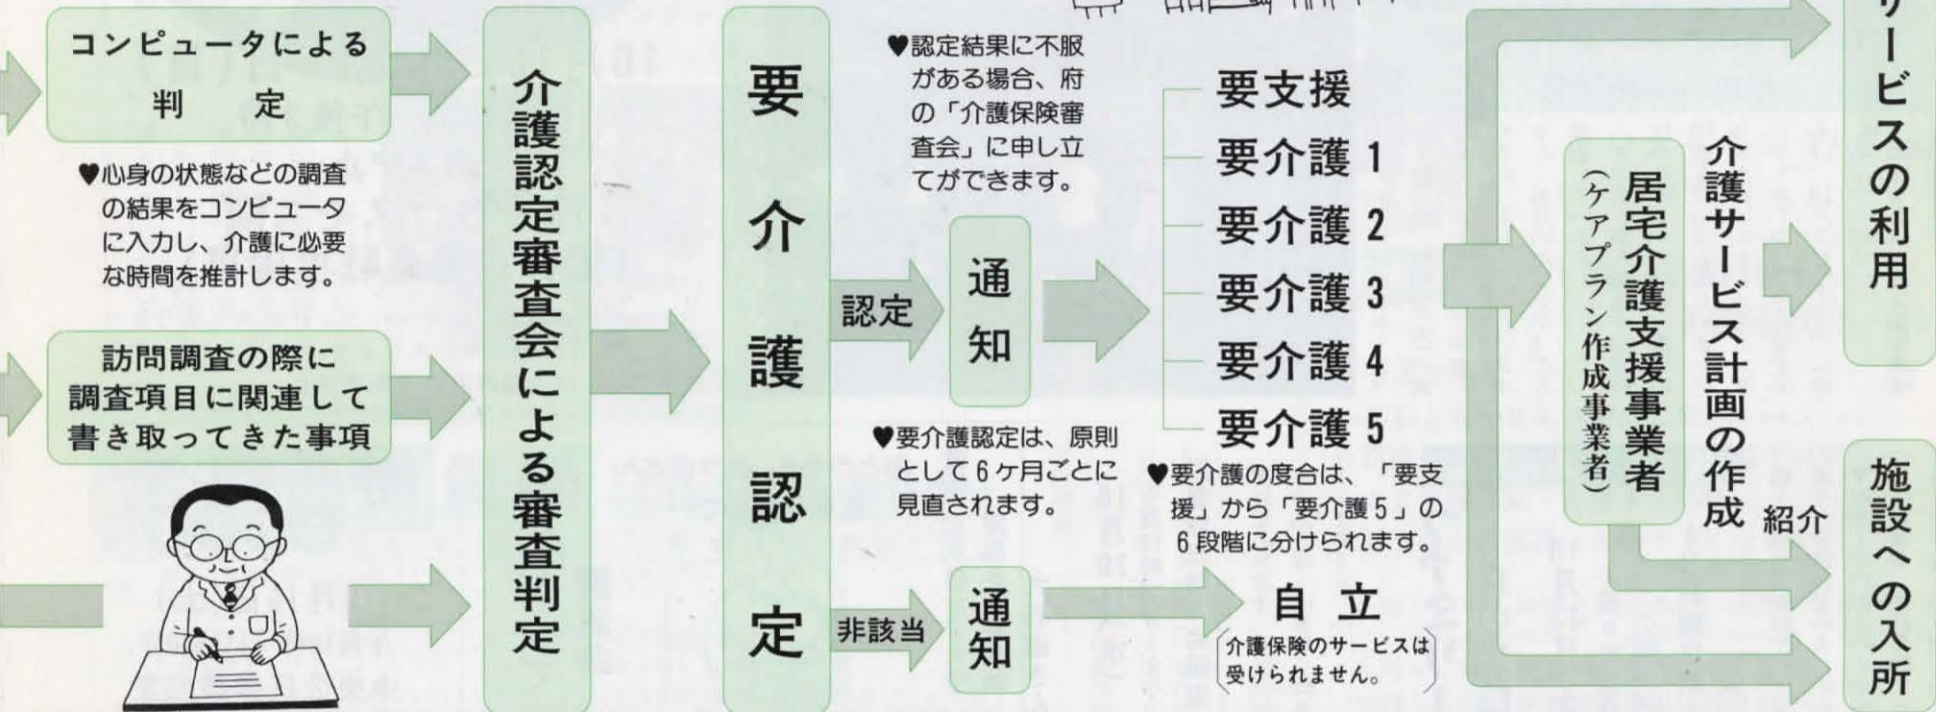 コンピュータによる
判　定
♥心身の状態などの調査
の結果をコンピュータ
に入力し、介護に必要
な時間を推計します。
訪問調査の際に
調査項目に関連して
書き取ってきた事項
介護認定審査会による審査判定
要介護認定
認定
通知
♥認定結果に不服
がある場合、府
の「介護保険審
査会」に申し立
てができます。
♥要介護認定は、原則
として6ヶ月ごとに
見直されます。
非該当
通知
要支援
要介護1
要介護2
要介護3
要介護4
要介護5
♥要介護の度合は、「要支
援」から「要介護5」の
6段階に分けられます。
自　立
（介護保険のサービスは
受けられません。）
介護サービス計画の作成
居宅介護支援事業者
（ケアプラン作成事業者）
紹介
サービスの利用
施設への入所